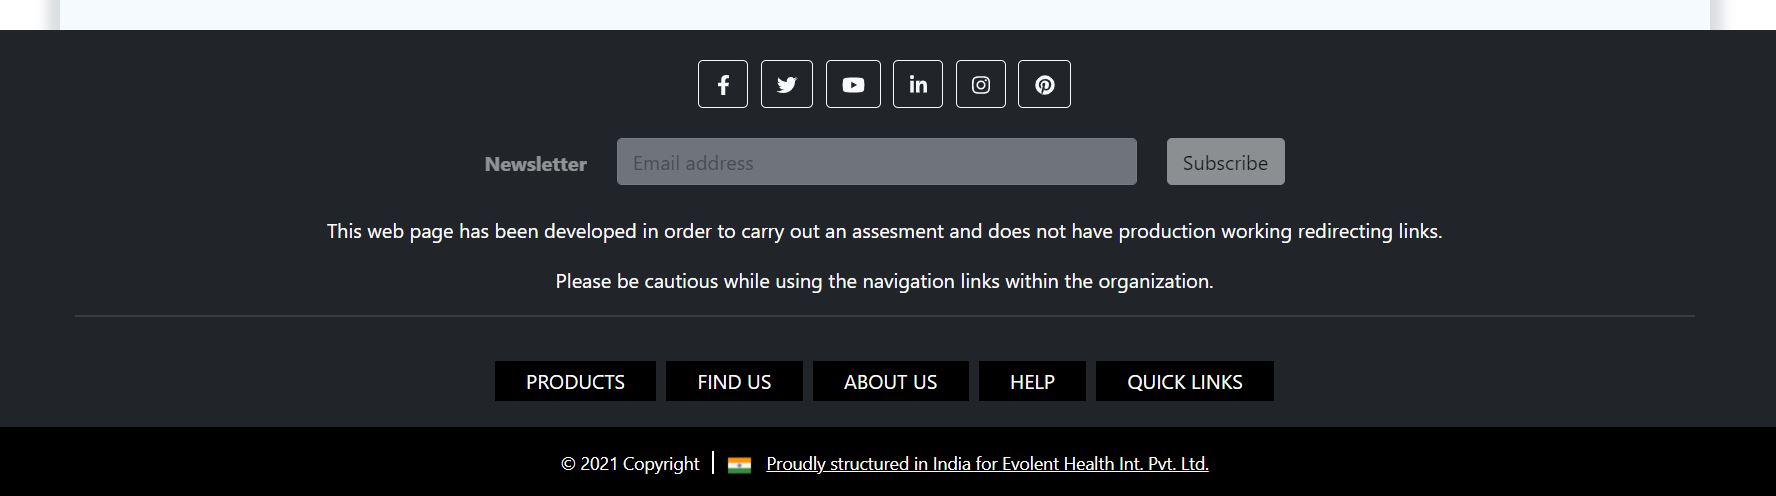 Newsletter Email address Subscribe
This web page has been developed in order to carry out an assesment and does not have production working redirecting links.
Please be cautious while using the navigation links within the organization.
PRODUCTS FIND US ABOUT US HELP QUICK LINKS
© 2021 Copyright | Proudly structured in India for Evolent Health Int. Pvt. Ltd.